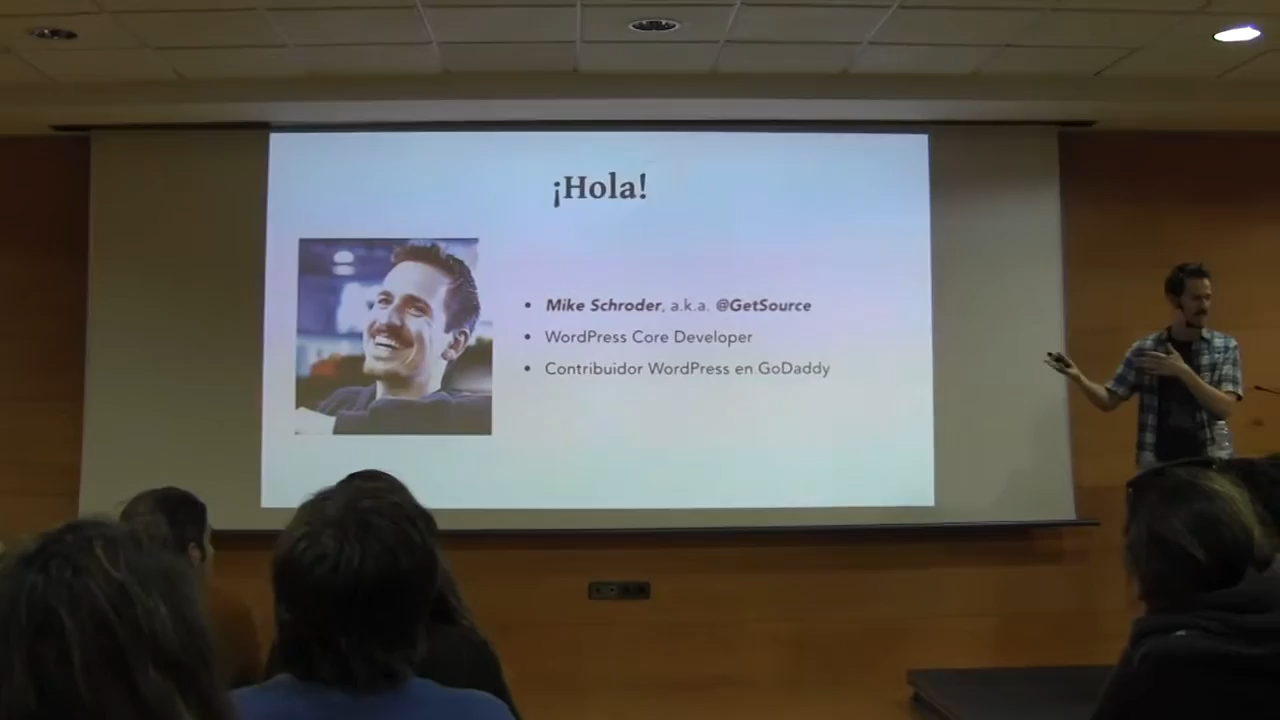 ¡Hola!
• Mike Schroder, a.k.a. @GetSource
• WordPress Core Developer
• Contribuidor WordPress en GoDaddy